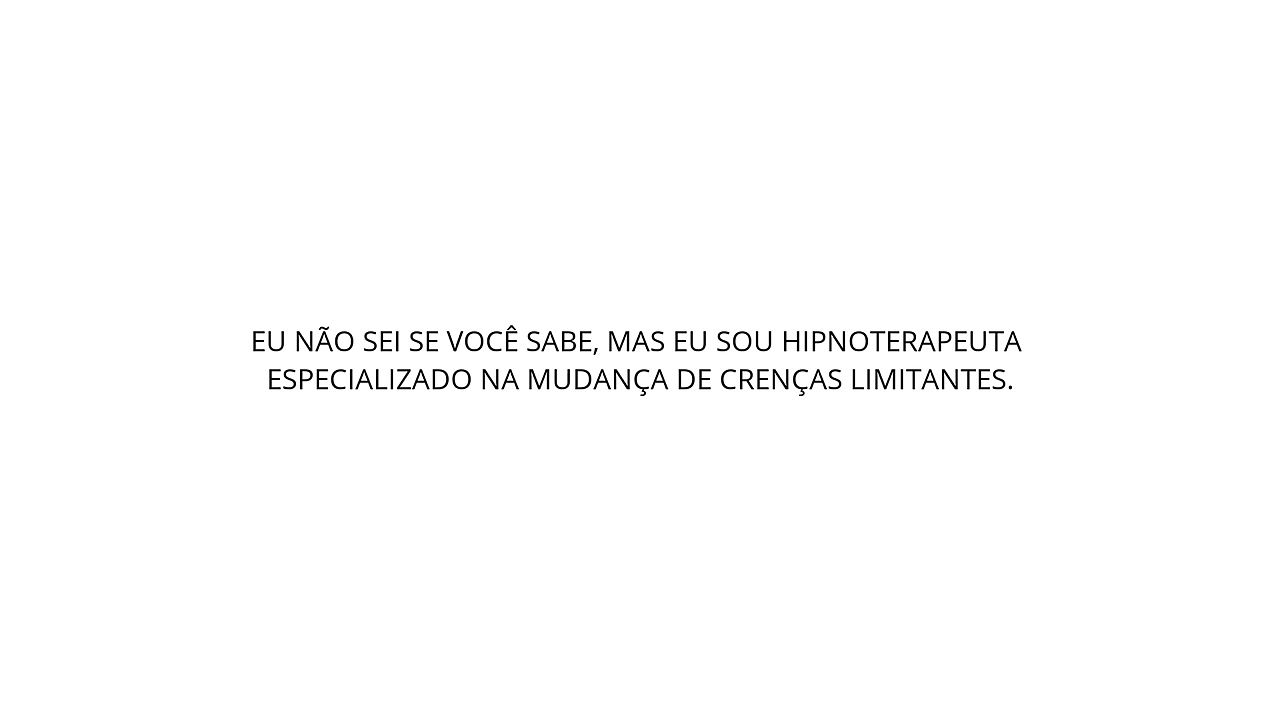 EU NÃO SEI SE VOCÊ SABE, MAS EU SOU HIPNOTERAPEUTA
ESPECIALIZADO NA MUDANÇA DE CRENÇAS LIMITANTES.